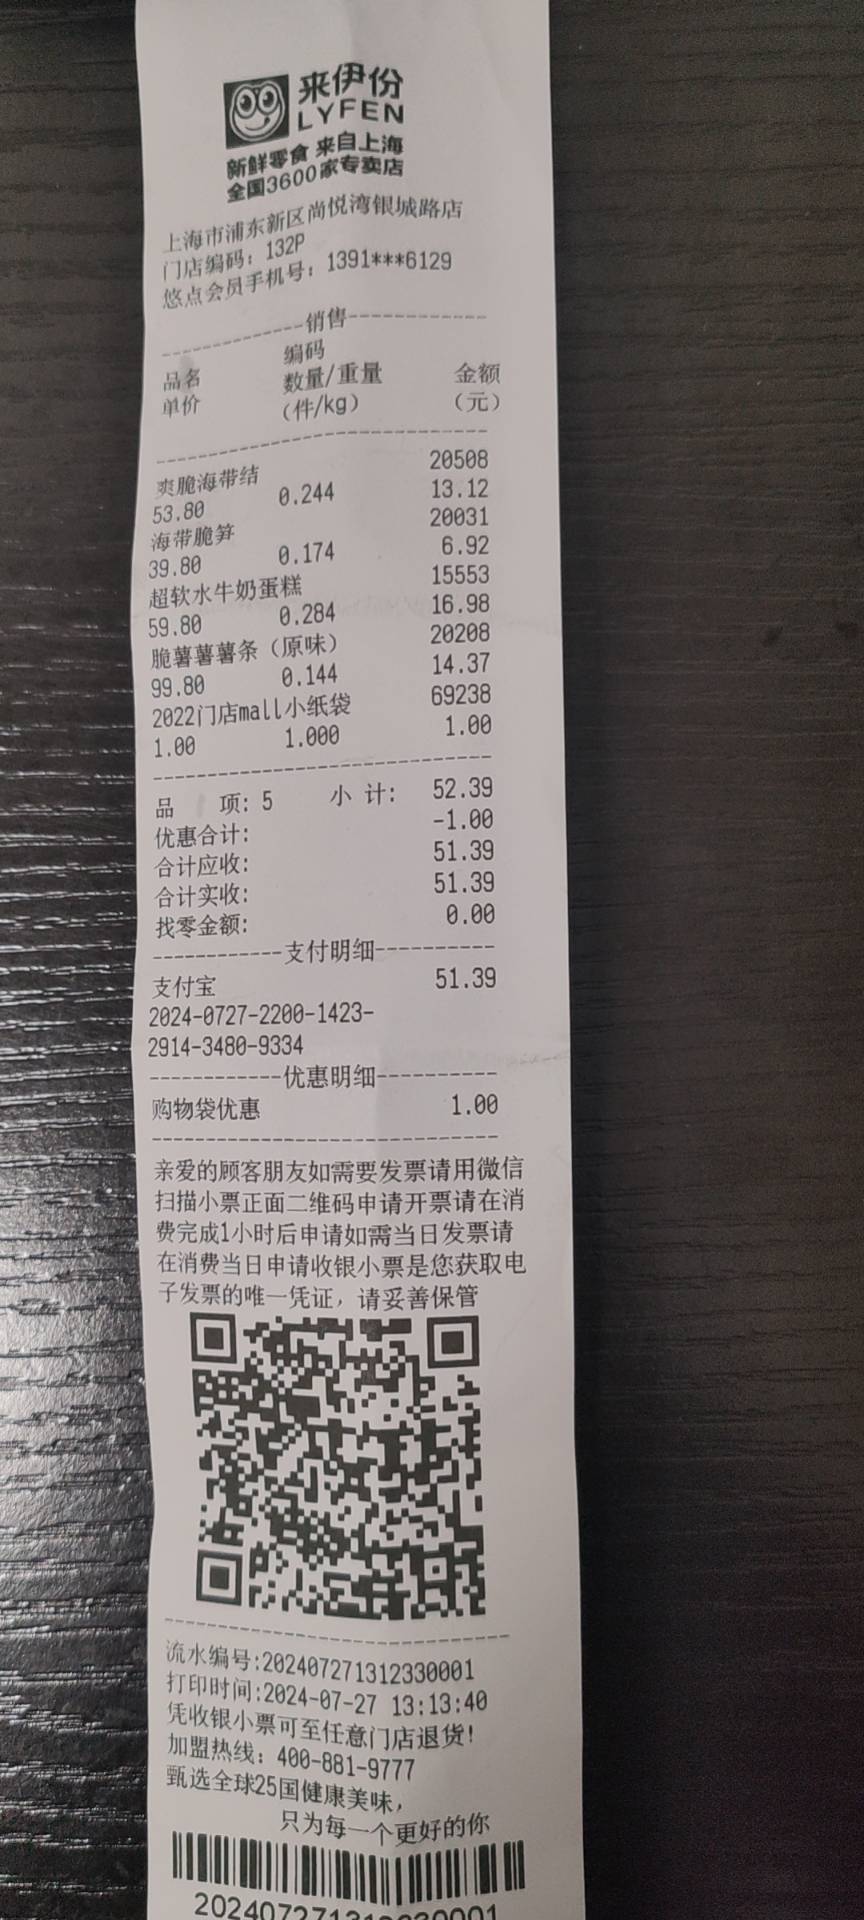 来伊份
LYFEN
新鲜零食 来自上海
全国3600家专卖店
上海市浦东新区尚悦湾银城路店
门店编码：132P
悠点会员手机号：1391***6129
------------销售------------
编码
品名 数量/重量 金额
单价 （件/kg） （元）
爽脆海带结 20508
53.80 0.244 13.12
海带脆笋 20031
39.80 0.174 6.92
超软水牛奶蛋糕 15553
59.80 0.284 16.98
脆薯薯薯条（原味） 20208
99.80 0.144 14.37
2022门店mall小纸袋 69238
1.00 1.000 1.00
品 项: 5 小 计: 52.39
优惠合计: -1.00
合计应收: 51.39
合计实收: 51.39
找零金额: 0.00
------------支付明细-----------
支付宝 51.39
2024-0727-2200-1423-
2914-3480-9334
------------优惠明细-----------
购物袋优惠 1.00
亲爱的顾客朋友如需要发票请用微信
扫描小票正面二维码申请开票请在消
费完成1小时后申请如需当日发票请
在消费当日申请收银小票是您获取电
子发票的唯一凭证，请妥善保管
流水编号:202407271312330001
打印时间:2024-07-27 13:13:40
凭收银小票可至任意门店退货!
加盟热线：400-881-9777
甄选全球25国健康美味，
只为每一个更好的你
202407271312330001